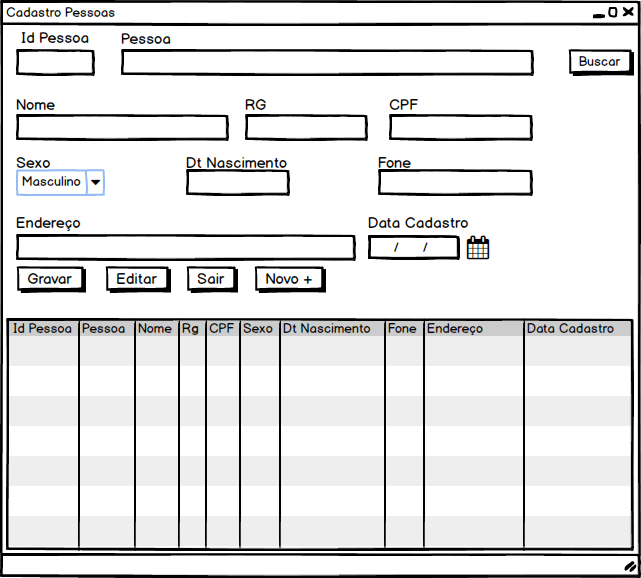 Cadastro Pessoas
Id Pessoa Pessoa
Buscar
Nome RG CPF
Sexo Dt Nascimento Fone
Masculino
Endereço Data Cadastro
/ /
Gravar Editar Sair Novo +
Id Pessoa Pessoa Nome Rg CPF Sexo Dt Nascimento Fone Endereço Data Cadastro